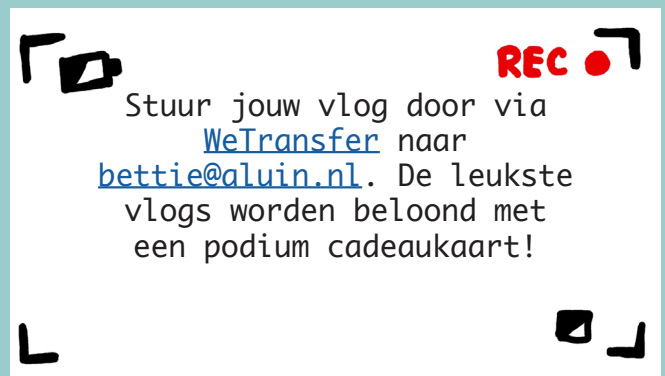 REC
Stuur jouw vlog door via
WeTransfer naar
bettie@aluin.nl. De leukste
vlogs worden beloond met
een podium cadeaukaart!